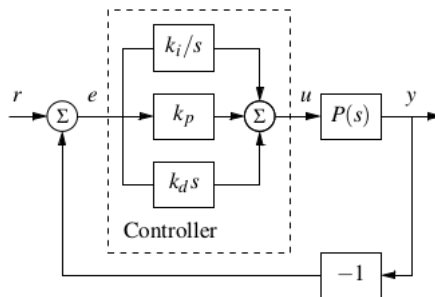 k_i/s
r
e
u
y
Σ
k_p
Σ
P(s)
k_d s
Controller
−1